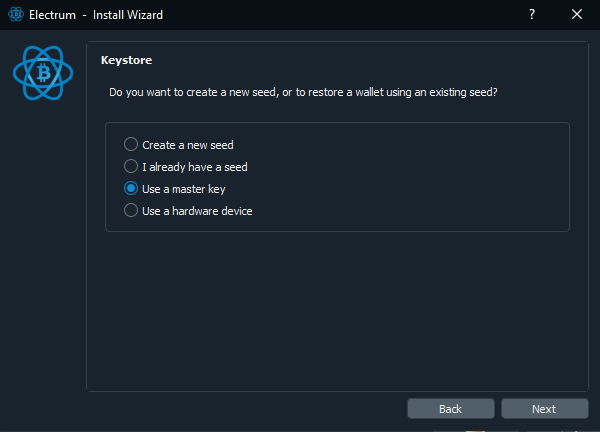 Electrum - Install Wizard
?
Keystore
Do you want to create a new seed, or to restore a wallet using an existing seed?
Create a new seed
I already have a seed
Use a master key
Use a hardware device
Back
Next